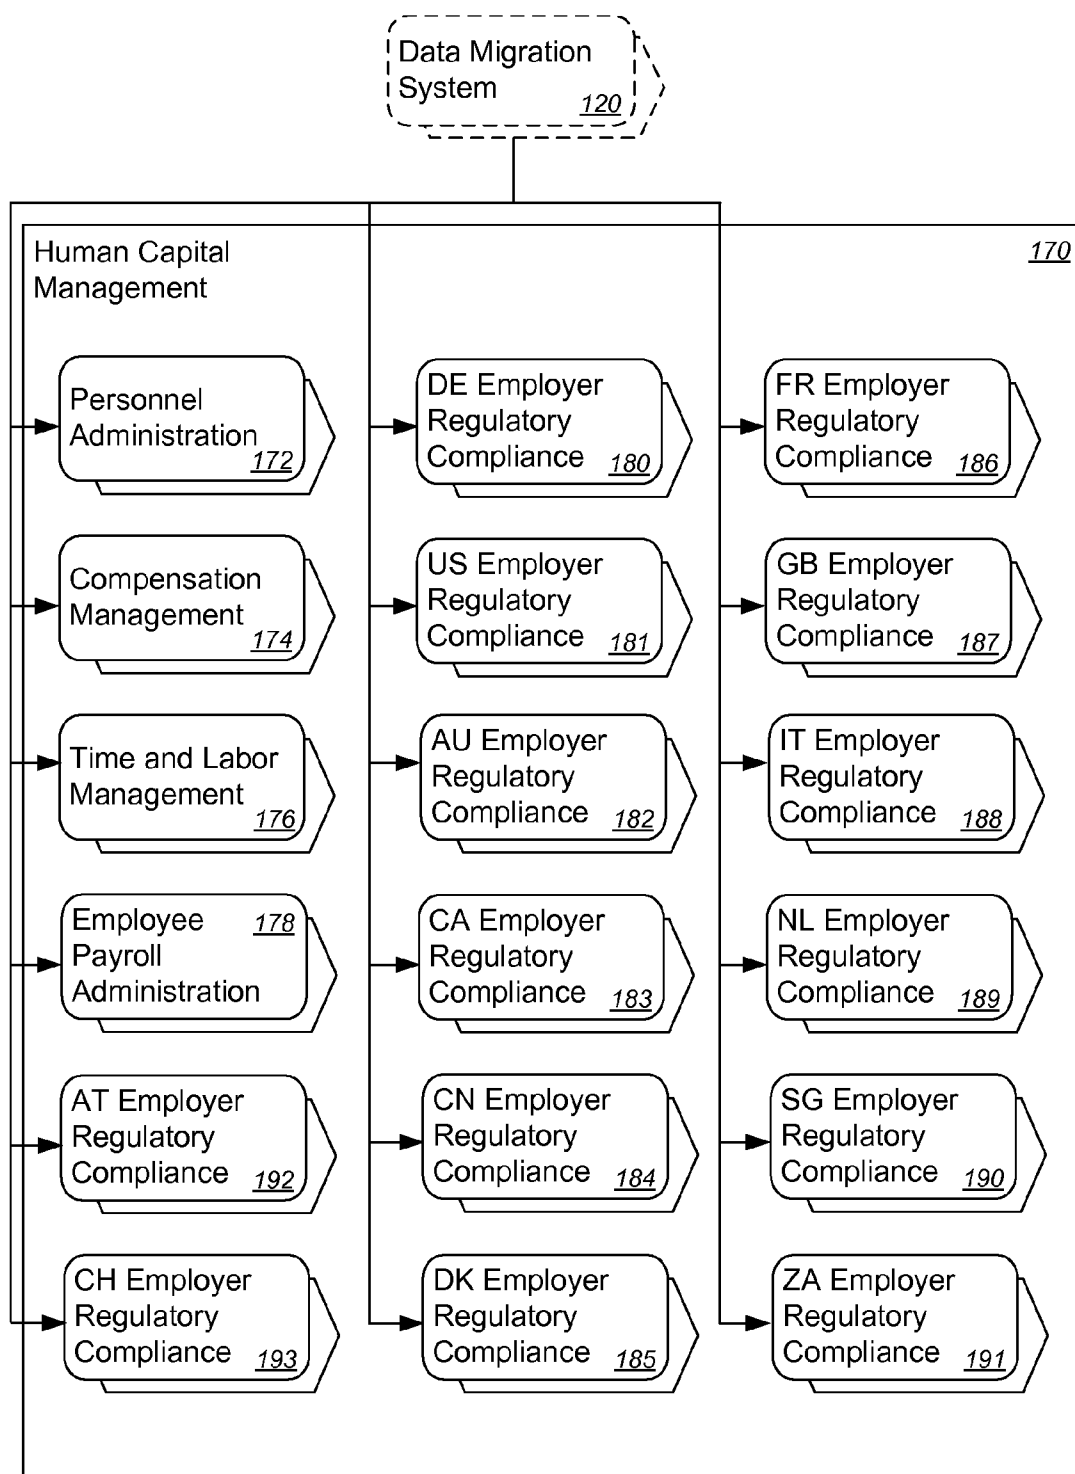 Data Migration
System
120
Human Capital
Management
170
Personnel
Administration
172
DE Employer
Regulatory
Compliance
180
FR Employer
Regulatory
Compliance
186
Compensation
Management
174
US Employer
Regulatory
Compliance
181
GB Employer
Regulatory
Compliance
187
Time and Labor
Management
176
AU Employer
Regulatory
Compliance
182
IT Employer
Regulatory
Compliance
188
Employee
178
Payroll
Administration
CA Employer
Regulatory
Compliance
183
NL Employer
Regulatory
Compliance
189
AT Employer
Regulatory
Compliance
192
CN Employer
Regulatory
Compliance
184
SG Employer
Regulatory
Compliance
190
CH Employer
Regulatory
Compliance
193
DK Employer
Regulatory
Compliance
185
ZA Employer
Regulatory
Compliance
191